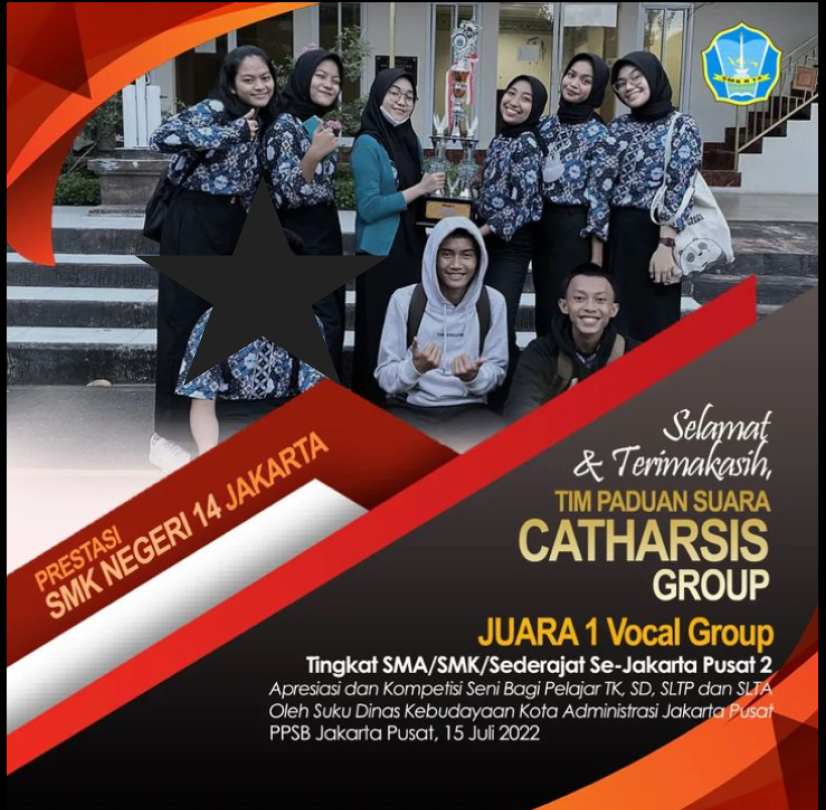 PRESTASI
SMK NEGERI 14 JAKARTA
Selamat
& Terimakasih,
TIM PADUAN SUARA
CATHARSIS
GROUP
JUARA 1 Vocal Group
Tingkat SMA/SMK/Sederajat Se-Jakarta Pusat 2
Apresiasi dan Kompetisi Seni Bagi Pelajar TK, SD, SLTP dan SLTA
Oleh Suku Dinas Kebudayaan Kota Administrasi Jakarta Pusat
PPSB Jakarta Pusat, 15 Juli 2022